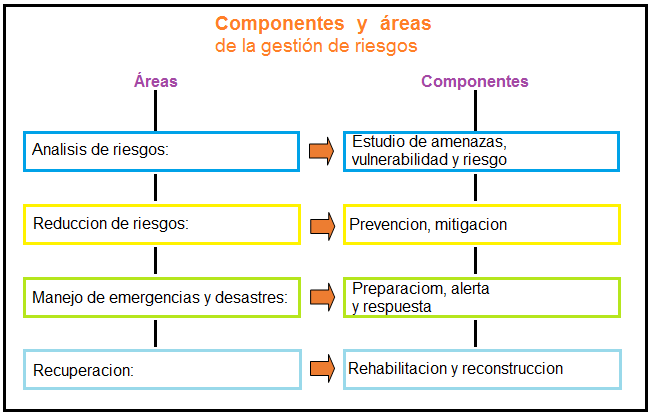 Componentes y áreas
de la gestión de riesgos
Áreas
Componentes
Analisis de riesgos:
Estudio de amenazas,
vulnerabilidad y riesgo
Reduccion de riesgos:
Prevencion, mitigacion
Manejo de emergencias y desastres:
Preparaciom, alerta
y respuesta
Recuperacion:
Rehabilitacion y reconstruccion